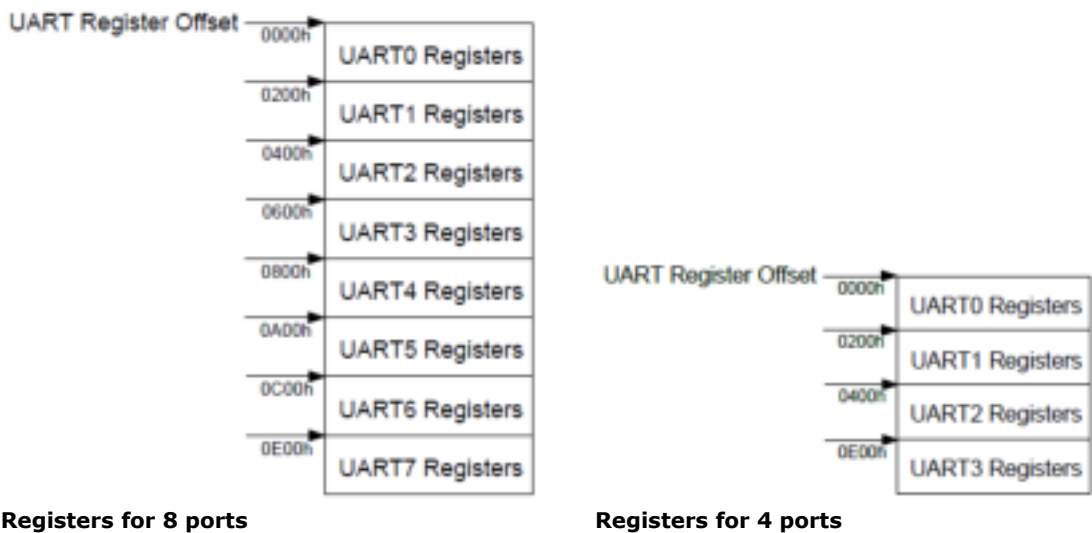 UART Register Offset
0000h
UART0 Registers
0200h
UART1 Registers
0400h
UART2 Registers
0600h
UART3 Registers
0800h
UART4 Registers
0A00h
UART5 Registers
0C00h
UART6 Registers
0E00h
UART7 Registers
Registers for 8 ports
UART Register Offset
0000h
UART0 Registers
0200h
UART1 Registers
0400h
UART2 Registers
0E00h
UART3 Registers
Registers for 4 ports